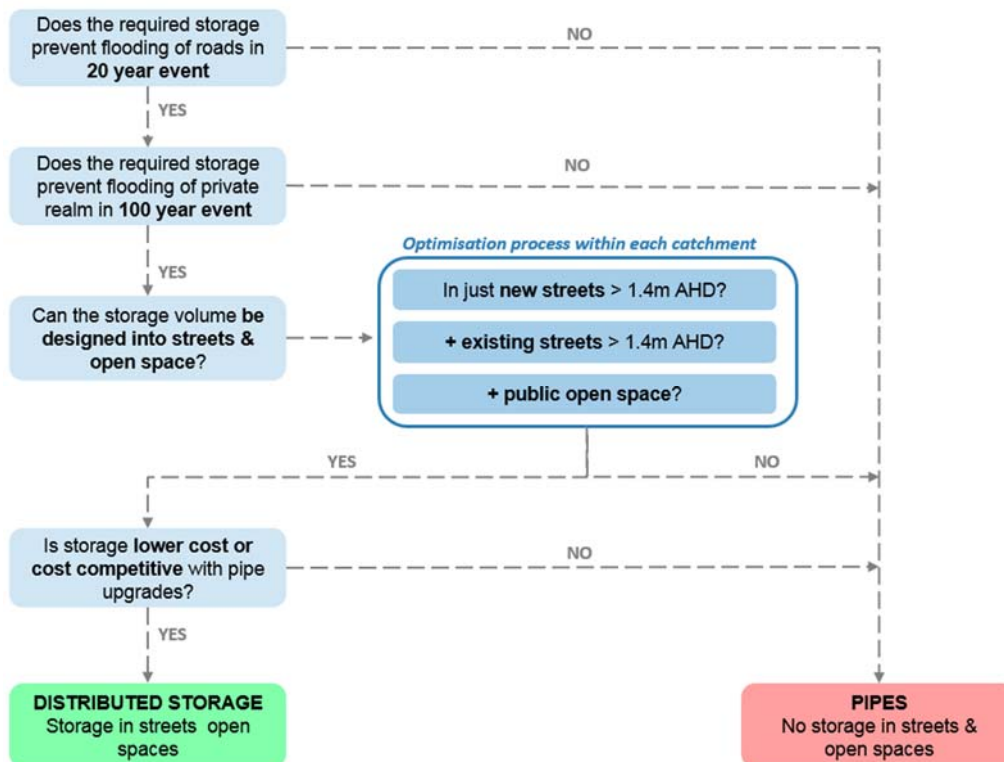 Does the required storage
prevent flooding of roads in
20 year event
NO
YES
Does the required storage
prevent flooding of private
realm in 100 year event
NO
YES
Optimisation process within each catchment
Can the storage volume be
designed into streets &
open space?
In just new streets > 1.4m AHD?
+ existing streets > 1.4m AHD?
+ public open space?
YES
NO
Is storage lower cost or
cost competitive with pipe
upgrades?
NO
YES
DISTRIBUTED STORAGE
Storage in streets open
spaces
PIPES
No storage in streets &
open spaces